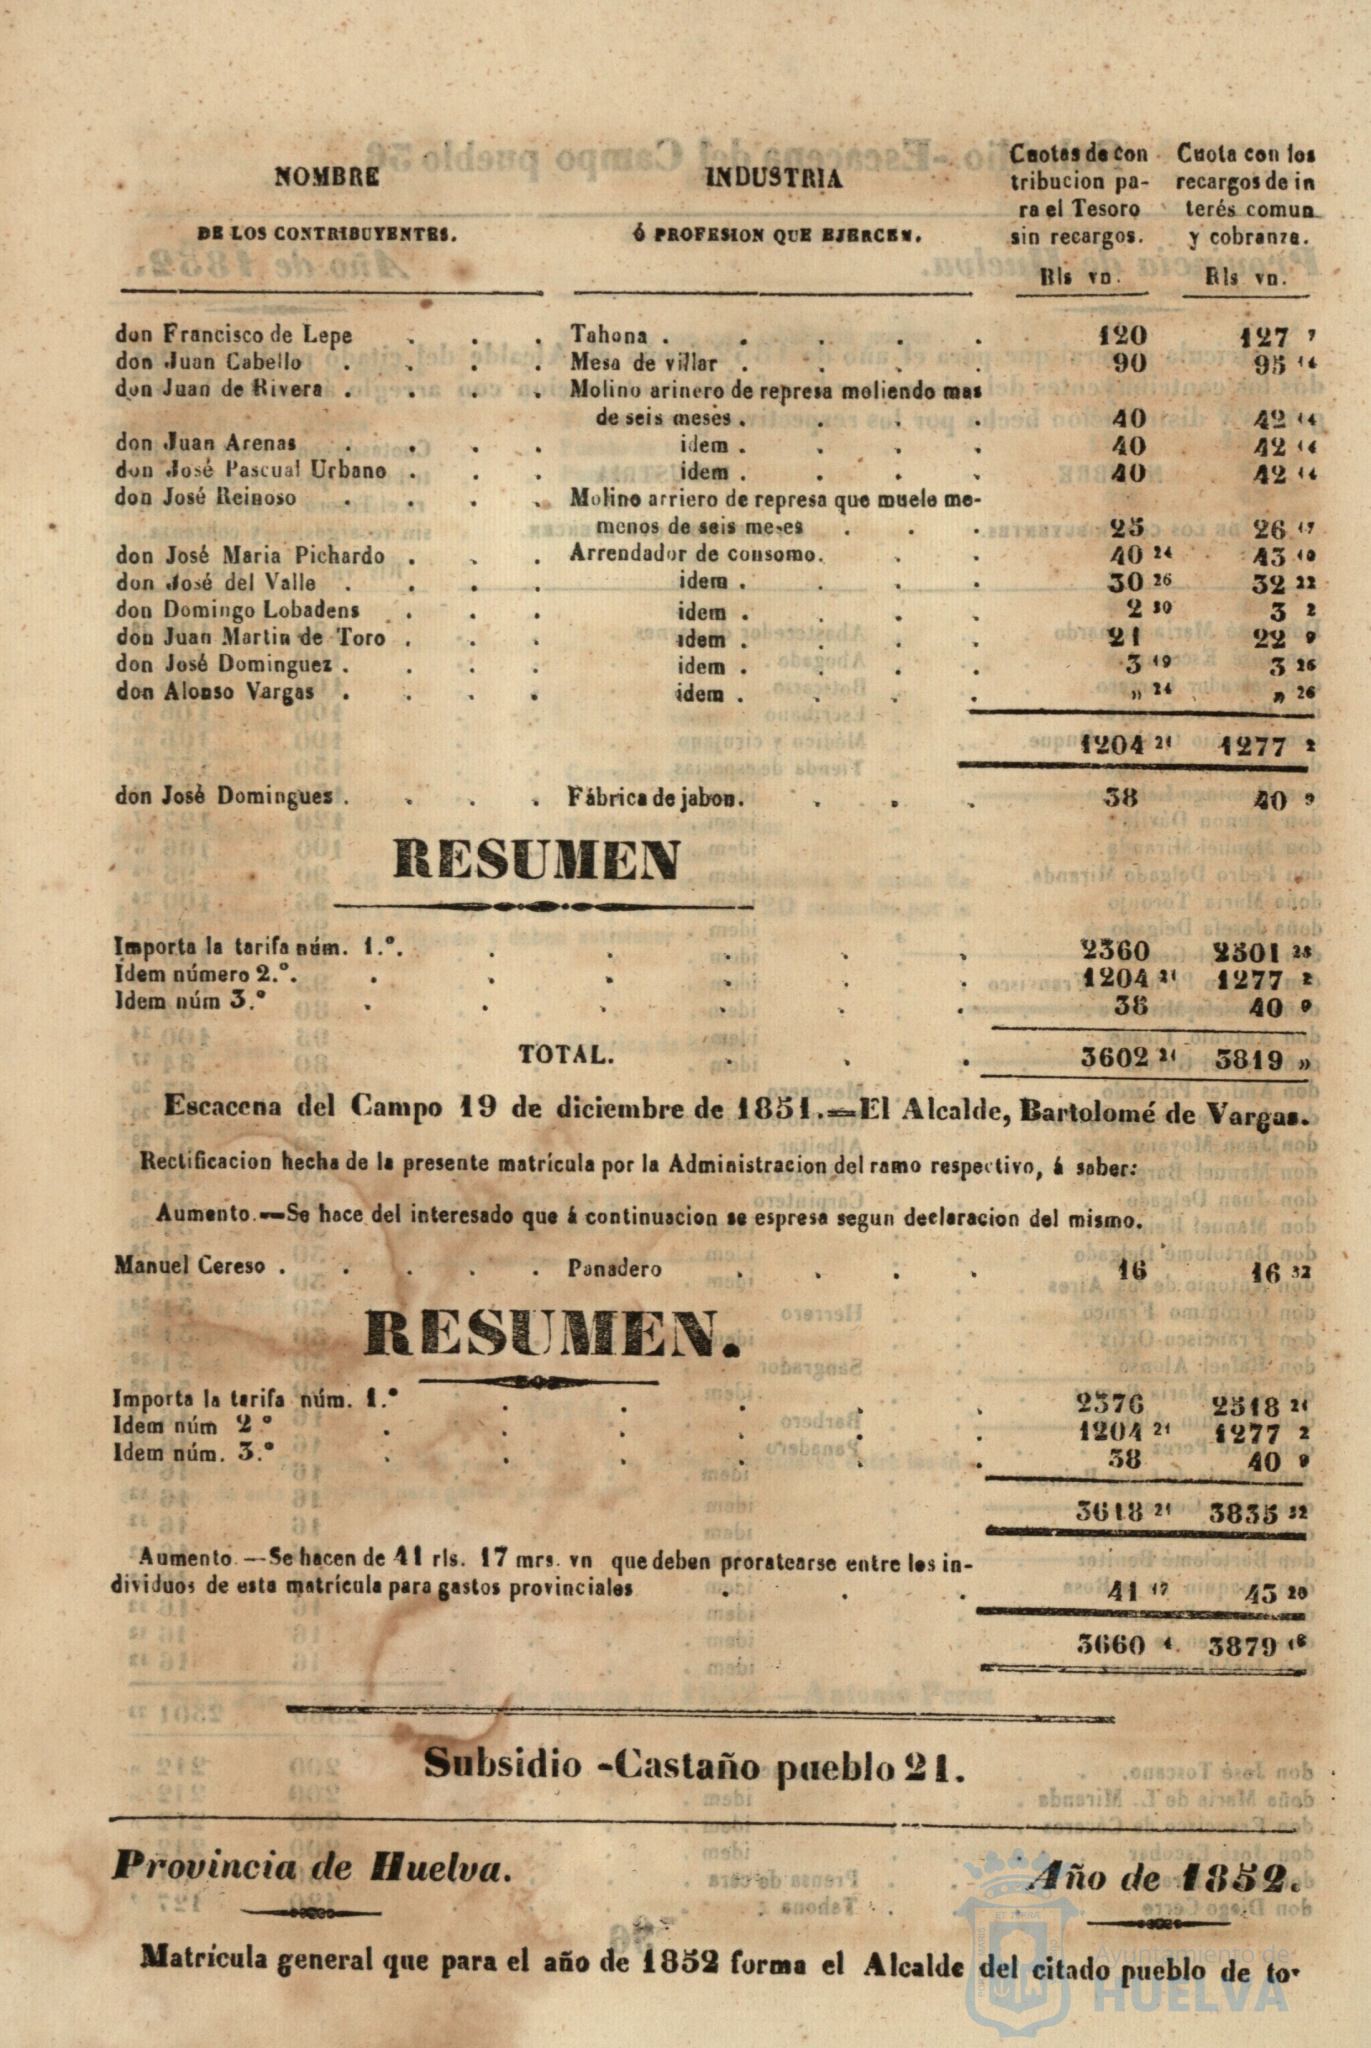 NOMBRE
DE LOS CONTRIBUYENTES.
INDUSTRIA
Ó PROFESION QUE EJERCEN.
Cuotas de con
tribucion pa-
ra el Tesoro
sin recargos.
Rls vn.
Cuota con los
recargos de in
terés comun
y cobranza.
Rls vn.
don Francisco de Lepe . . . Tahona . . . . . 120 127 7
don Juan Cabello . . . . Mesa de villar . . . . 90 95 14
don Juan de Rivera . . . . Molino arinero de represa moliendo mas
de seis meses . . . . 40 42 14
don Juan Arenas . . . . idem . . . . 40 42 14
don José Pascual Urbano . . . idem . . . . 40 42 14
don José Reinoso . . . . Molino arriero de represa que muele me-
menos de seis meses . . . 25 26 17
don José Maria Pichardo . . . Arrendador de consomo. . . 40 24 43 10
don José del Valle . . . . idem . . . . 30 26 32 22
don Domingo Lobadens . . . idem . . . . 2 30 3 2
don Juan Martin de Toro . . . idem . . . . 21 22 9
don José Dominguez . . . . idem . . . . 3 19 3 26
don Alonso Vargas . . . . idem . . . . „ 24 „ 26
1204 21 1277 2
don José Domingues . . . . Fábrica de jabon. . . . 38 40 9
RESUMEN
Importa la tarifa núm. 1.º. . . . . . 2360 2501 23
Idem número 2.º. . . . . . . 1204 21 1277 2
Idem núm 3.º . . . . . . 38 40 9
TOTAL. . . . 3602 21 3819 „
Escacena del Campo 19 de diciembre de 1851.=El Alcalde, Bartolomé de Vargas.
Rectificacion hecha de la presente matrícula por la Administracion del ramo respectivo, á saber:
Aumento.—Se hace del interesado que á continuacion se espresa segun declaracion del mismo.
Manuel Cereso . . . . . Panadero . . . . 16 16 32
RESUMEN.
Importa la tarifa núm. 1.º . . . . . 2376 2518 21
Idem núm 2 º . . . . . . 1204 21 1277 2
Idem núm. 3.º . . . . . . 38 40 9
3618 21 3835 32
Aumento.—Se hacen de 41 rls. 17 mrs. vn que deben proratearse entre los in-
dividuos de esta matrícula para gastos provinciales . . . 41 17 43 20
3660 4 3879 18
Subsidio -Castaño pueblo 21.
Provincia de Huelva.
Año de 1852.
Matrícula general que para el año de 1852 forma el Alcalde del citado pueblo de to-
Ayuntamiento de
HUELVA